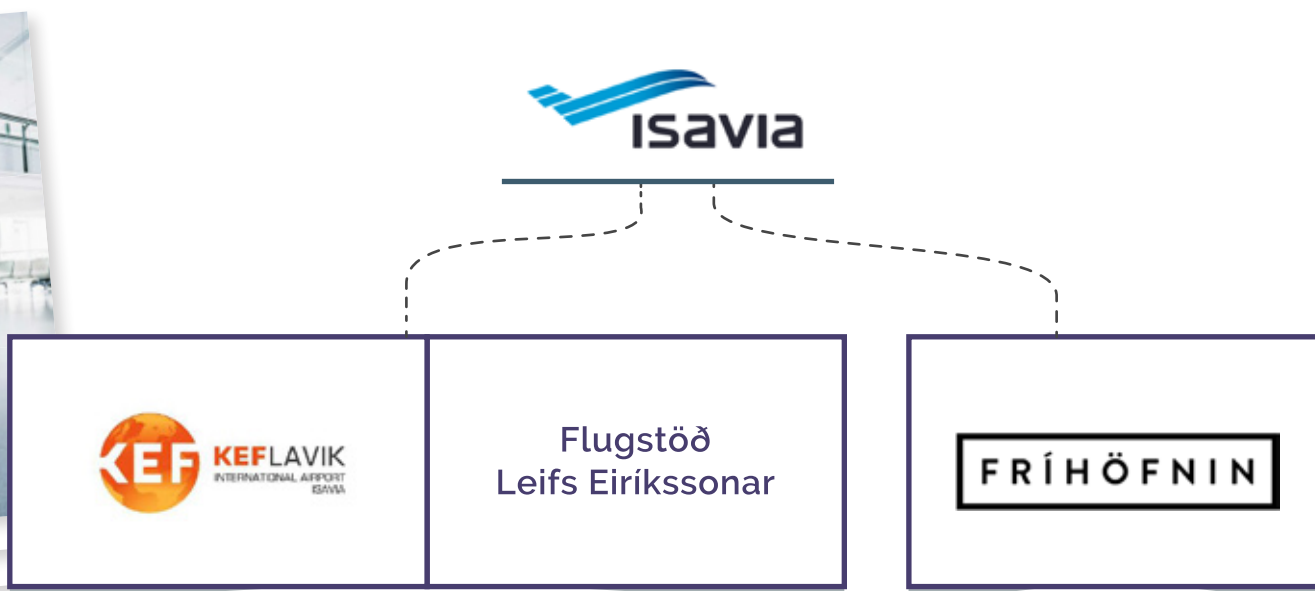 ISAVIA
KEF
KEFLAVIK
INTERNATIONAL AIRPORT
ISAVIA
Flugstöð
Leifs Eiríkssonar
FRÍHÖFNIN